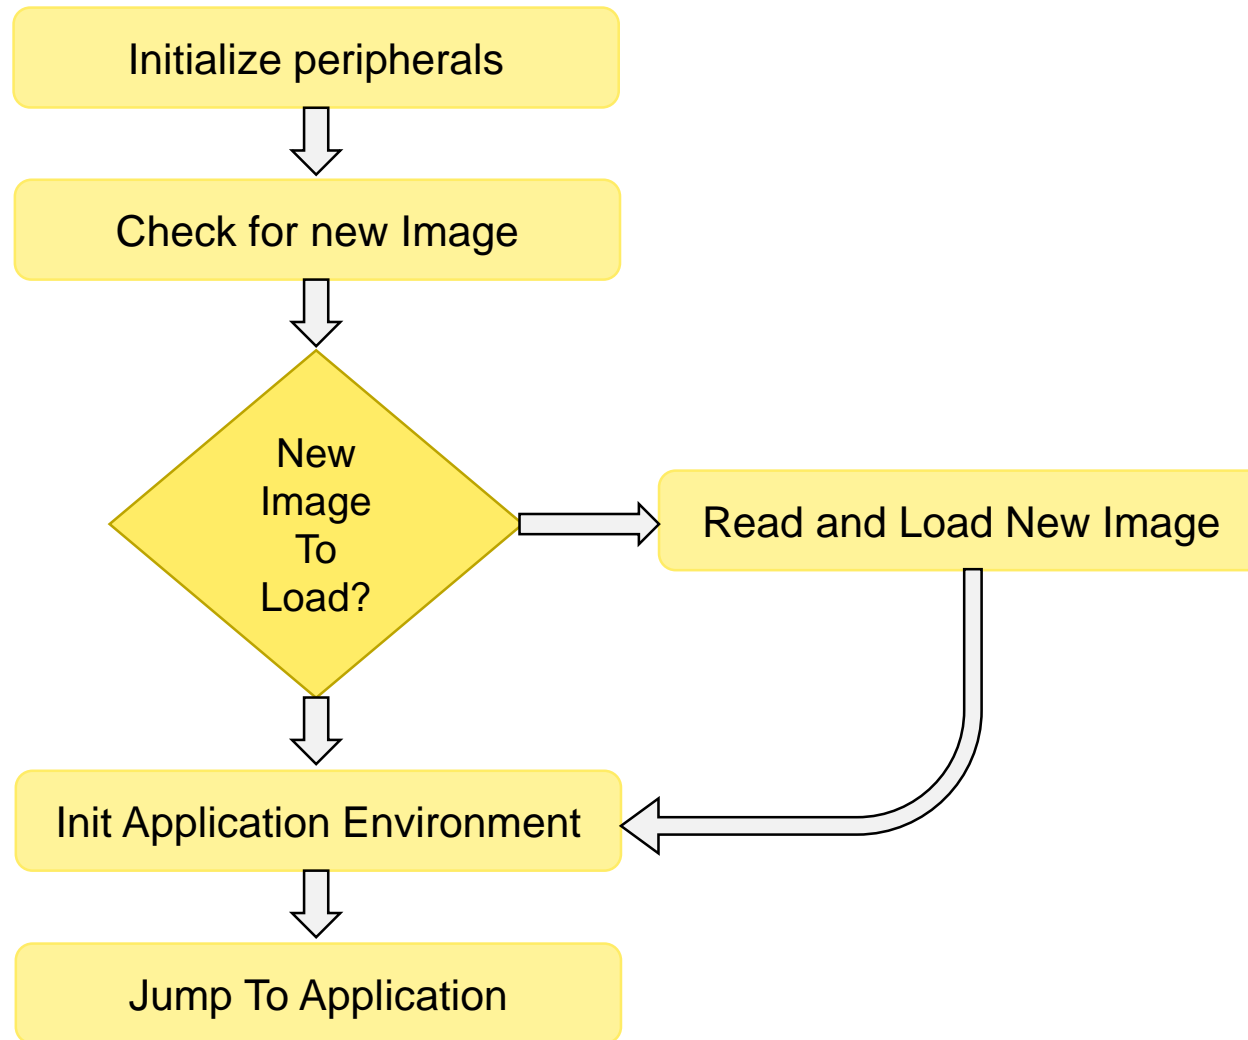 Initialize peripherals
Check for new Image
New
Image
To
Load?
Read and Load New Image
Init Application Environment
Jump To Application